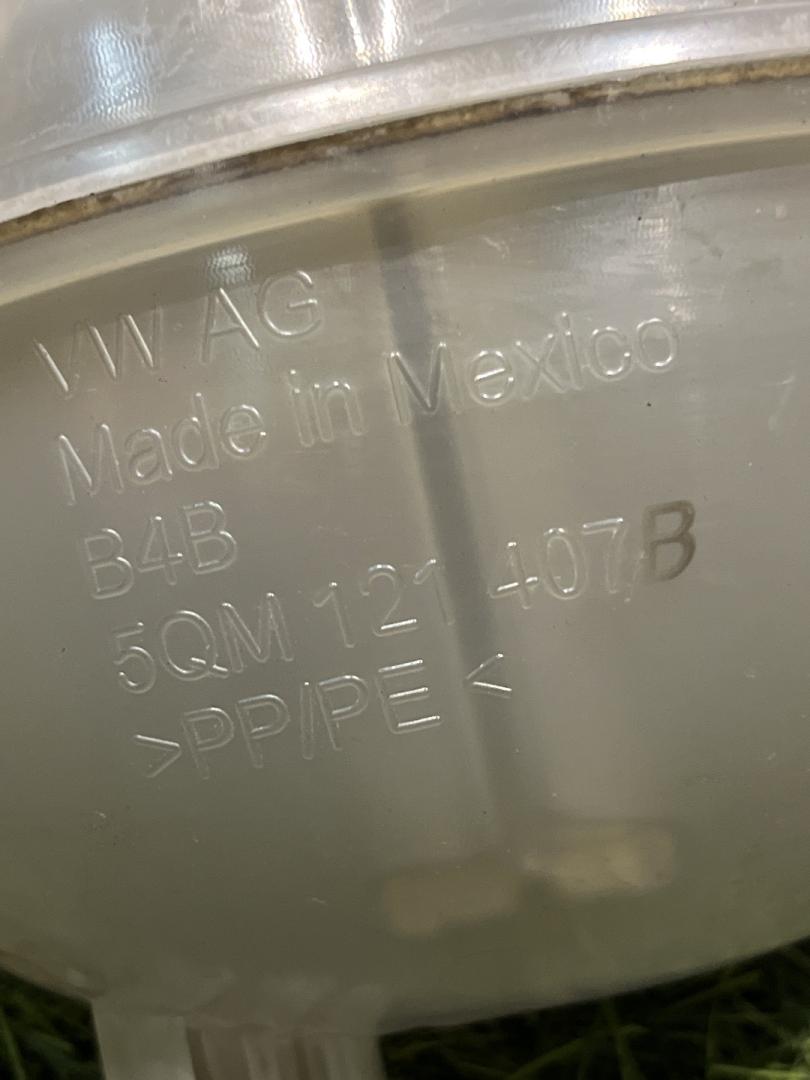 VW AG
Made in Mexico
B4B
5QM 121 407 B
>PP/PE<